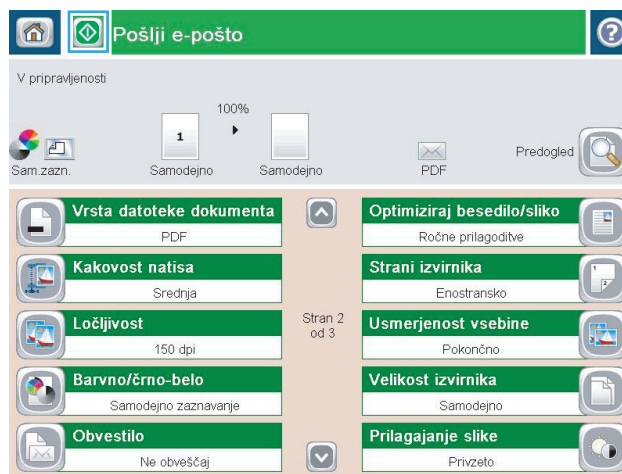 Pošlji e-pošto
?
V pripravljenosti
100%
1
Sam.zazn.
Samodejno
Samodejno
PDF
Predogled
Vrsta datoteke dokumenta
PDF
Kakovost natisa
Srednja
Ločljivost
150 dpi
Barvno/črno-belo
Samodejno zaznavanje
Obvestilo
Ne obveščaj
Stran 2
od 3
Optimiziraj besedilo/sliko
Ročne prilagoditve
Strani izvirnika
Enostransko
1
2
Usmerjenost vsebine
Pokončno
Velikost izvirnika
Samodejno
Prilagajanje slike
Privzeto